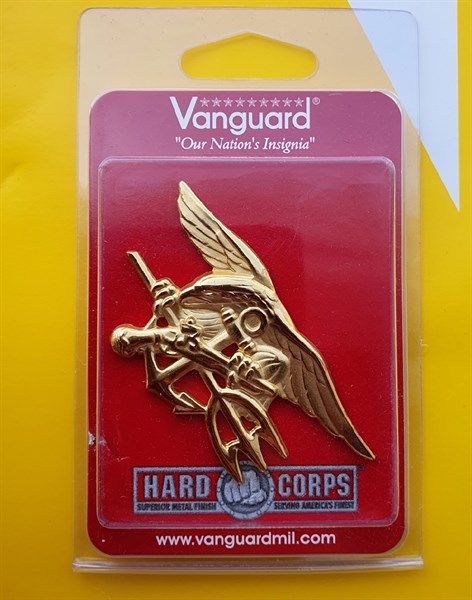 Vanguard®
"Our Nation's Insignia"
HARD CORPS
SUPERIOR METAL FINISH SERVING AMERICA'S FINEST
www.vanguardmil.com